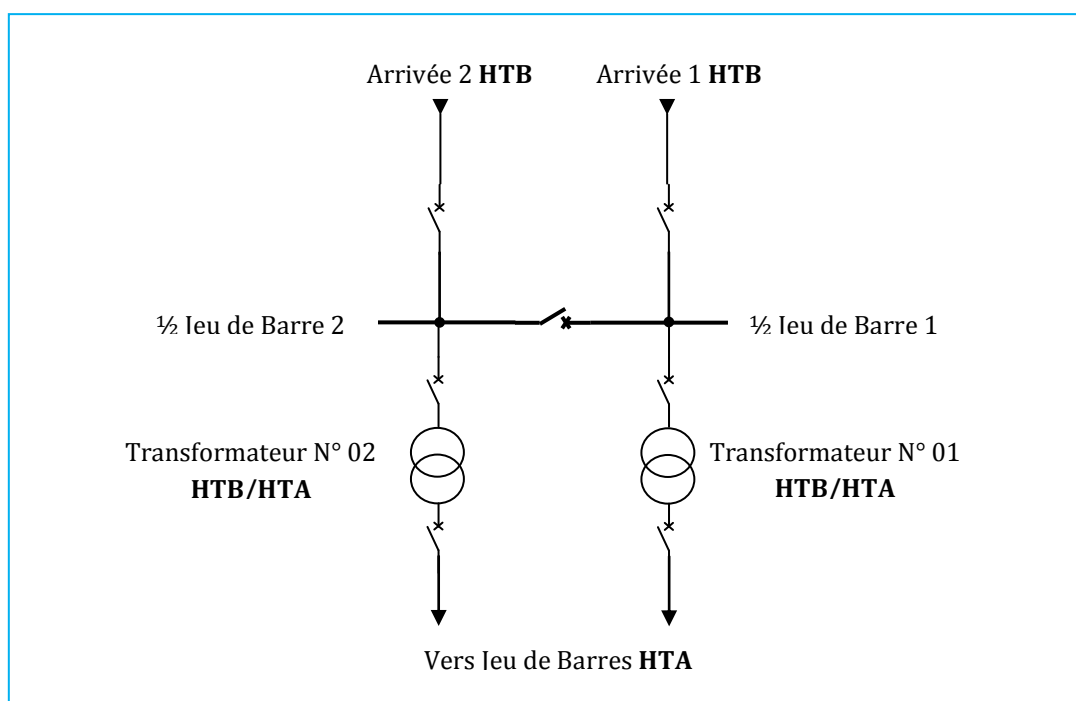 Arrivée 2 HTB
Arrivée 1 HTB
½ Jeu de Barre 2
½ Jeu de Barre 1
Transformateur N° 02
HTB/HTA
Transformateur N° 01
HTB/HTA
Vers Jeu de Barres HTA